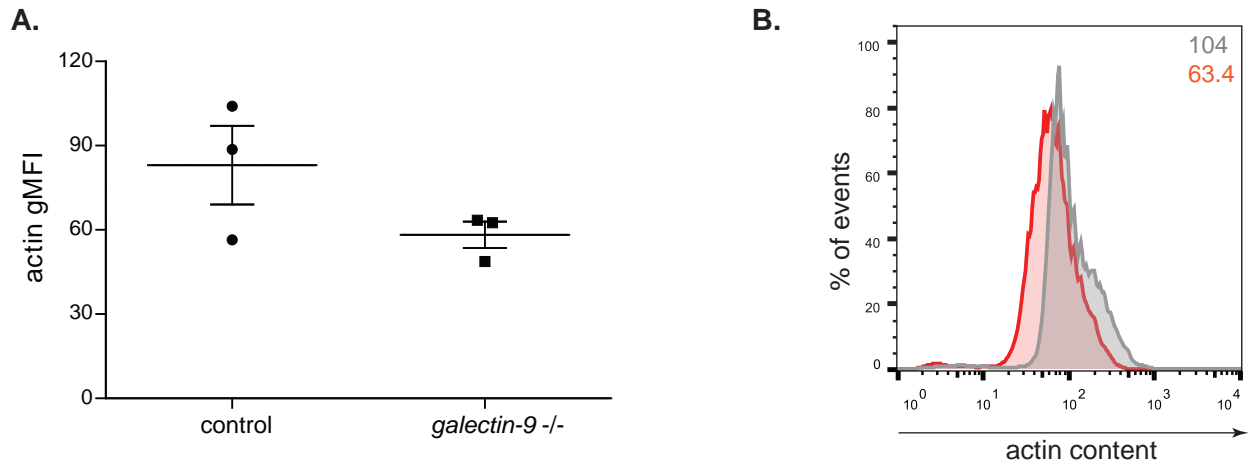 A.
120
90
60
30
0
actin gMFI
control
galectin-9 -/-
B.
104
63.4
100
80
60
40
20
0
% of events
10^0 10^1 10^2 10^3 10^4
actin content